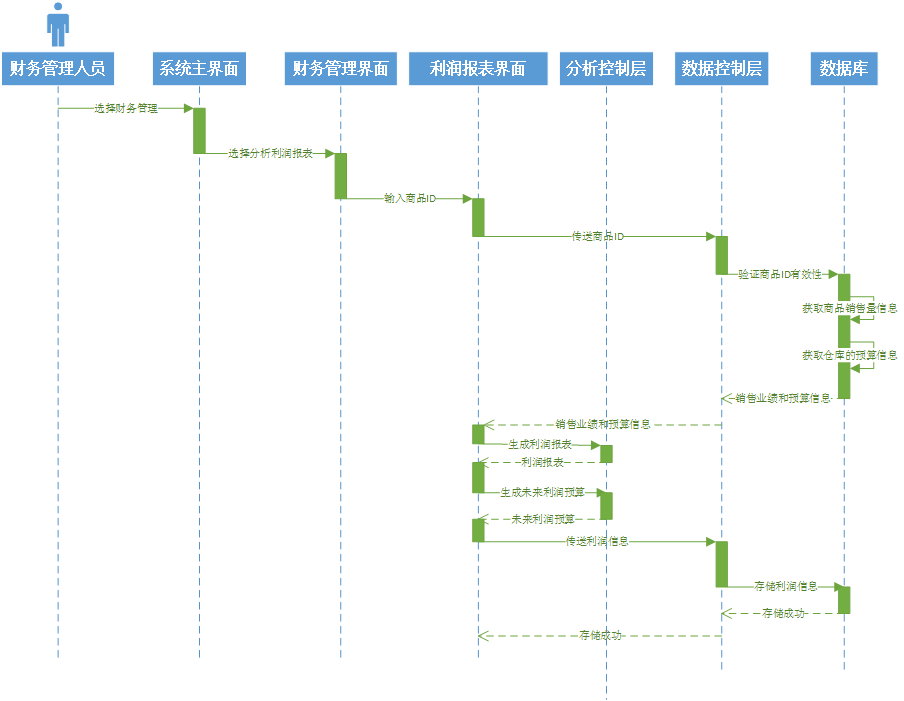 财务管理人员
系统主界面
财务管理界面
利润报表界面
分析控制层
数据控制层
数据库
选择财务管理
选择分析利润报表
输入商品ID
传送商品ID
验证商品ID有效性
获取商品销售量信息
获取仓库的预算信息
销售业绩和预算信息
销售业绩和预算信息
生成利润报表
利润报表
生成未来利润预算
未来利润预算
传送利润信息
存储利润信息
存储成功
存储成功